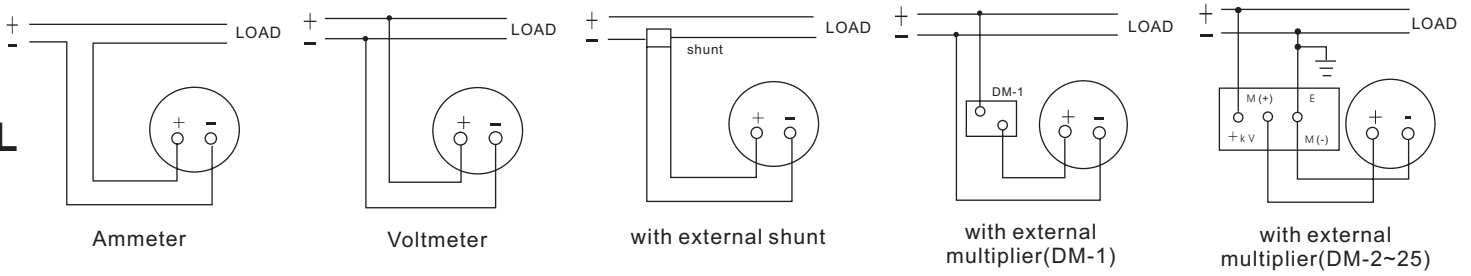 L
+ - LOAD
+ -
Ammeter
+ - LOAD
+ -
Voltmeter
+ - LOAD
shunt
+ -
with external shunt
+ - LOAD
DM-1
+ -
with external
multiplier(DM-1)
+ - LOAD
M (+) E
+ k V M (-)
+ -
with external
multiplier(DM-2~25)